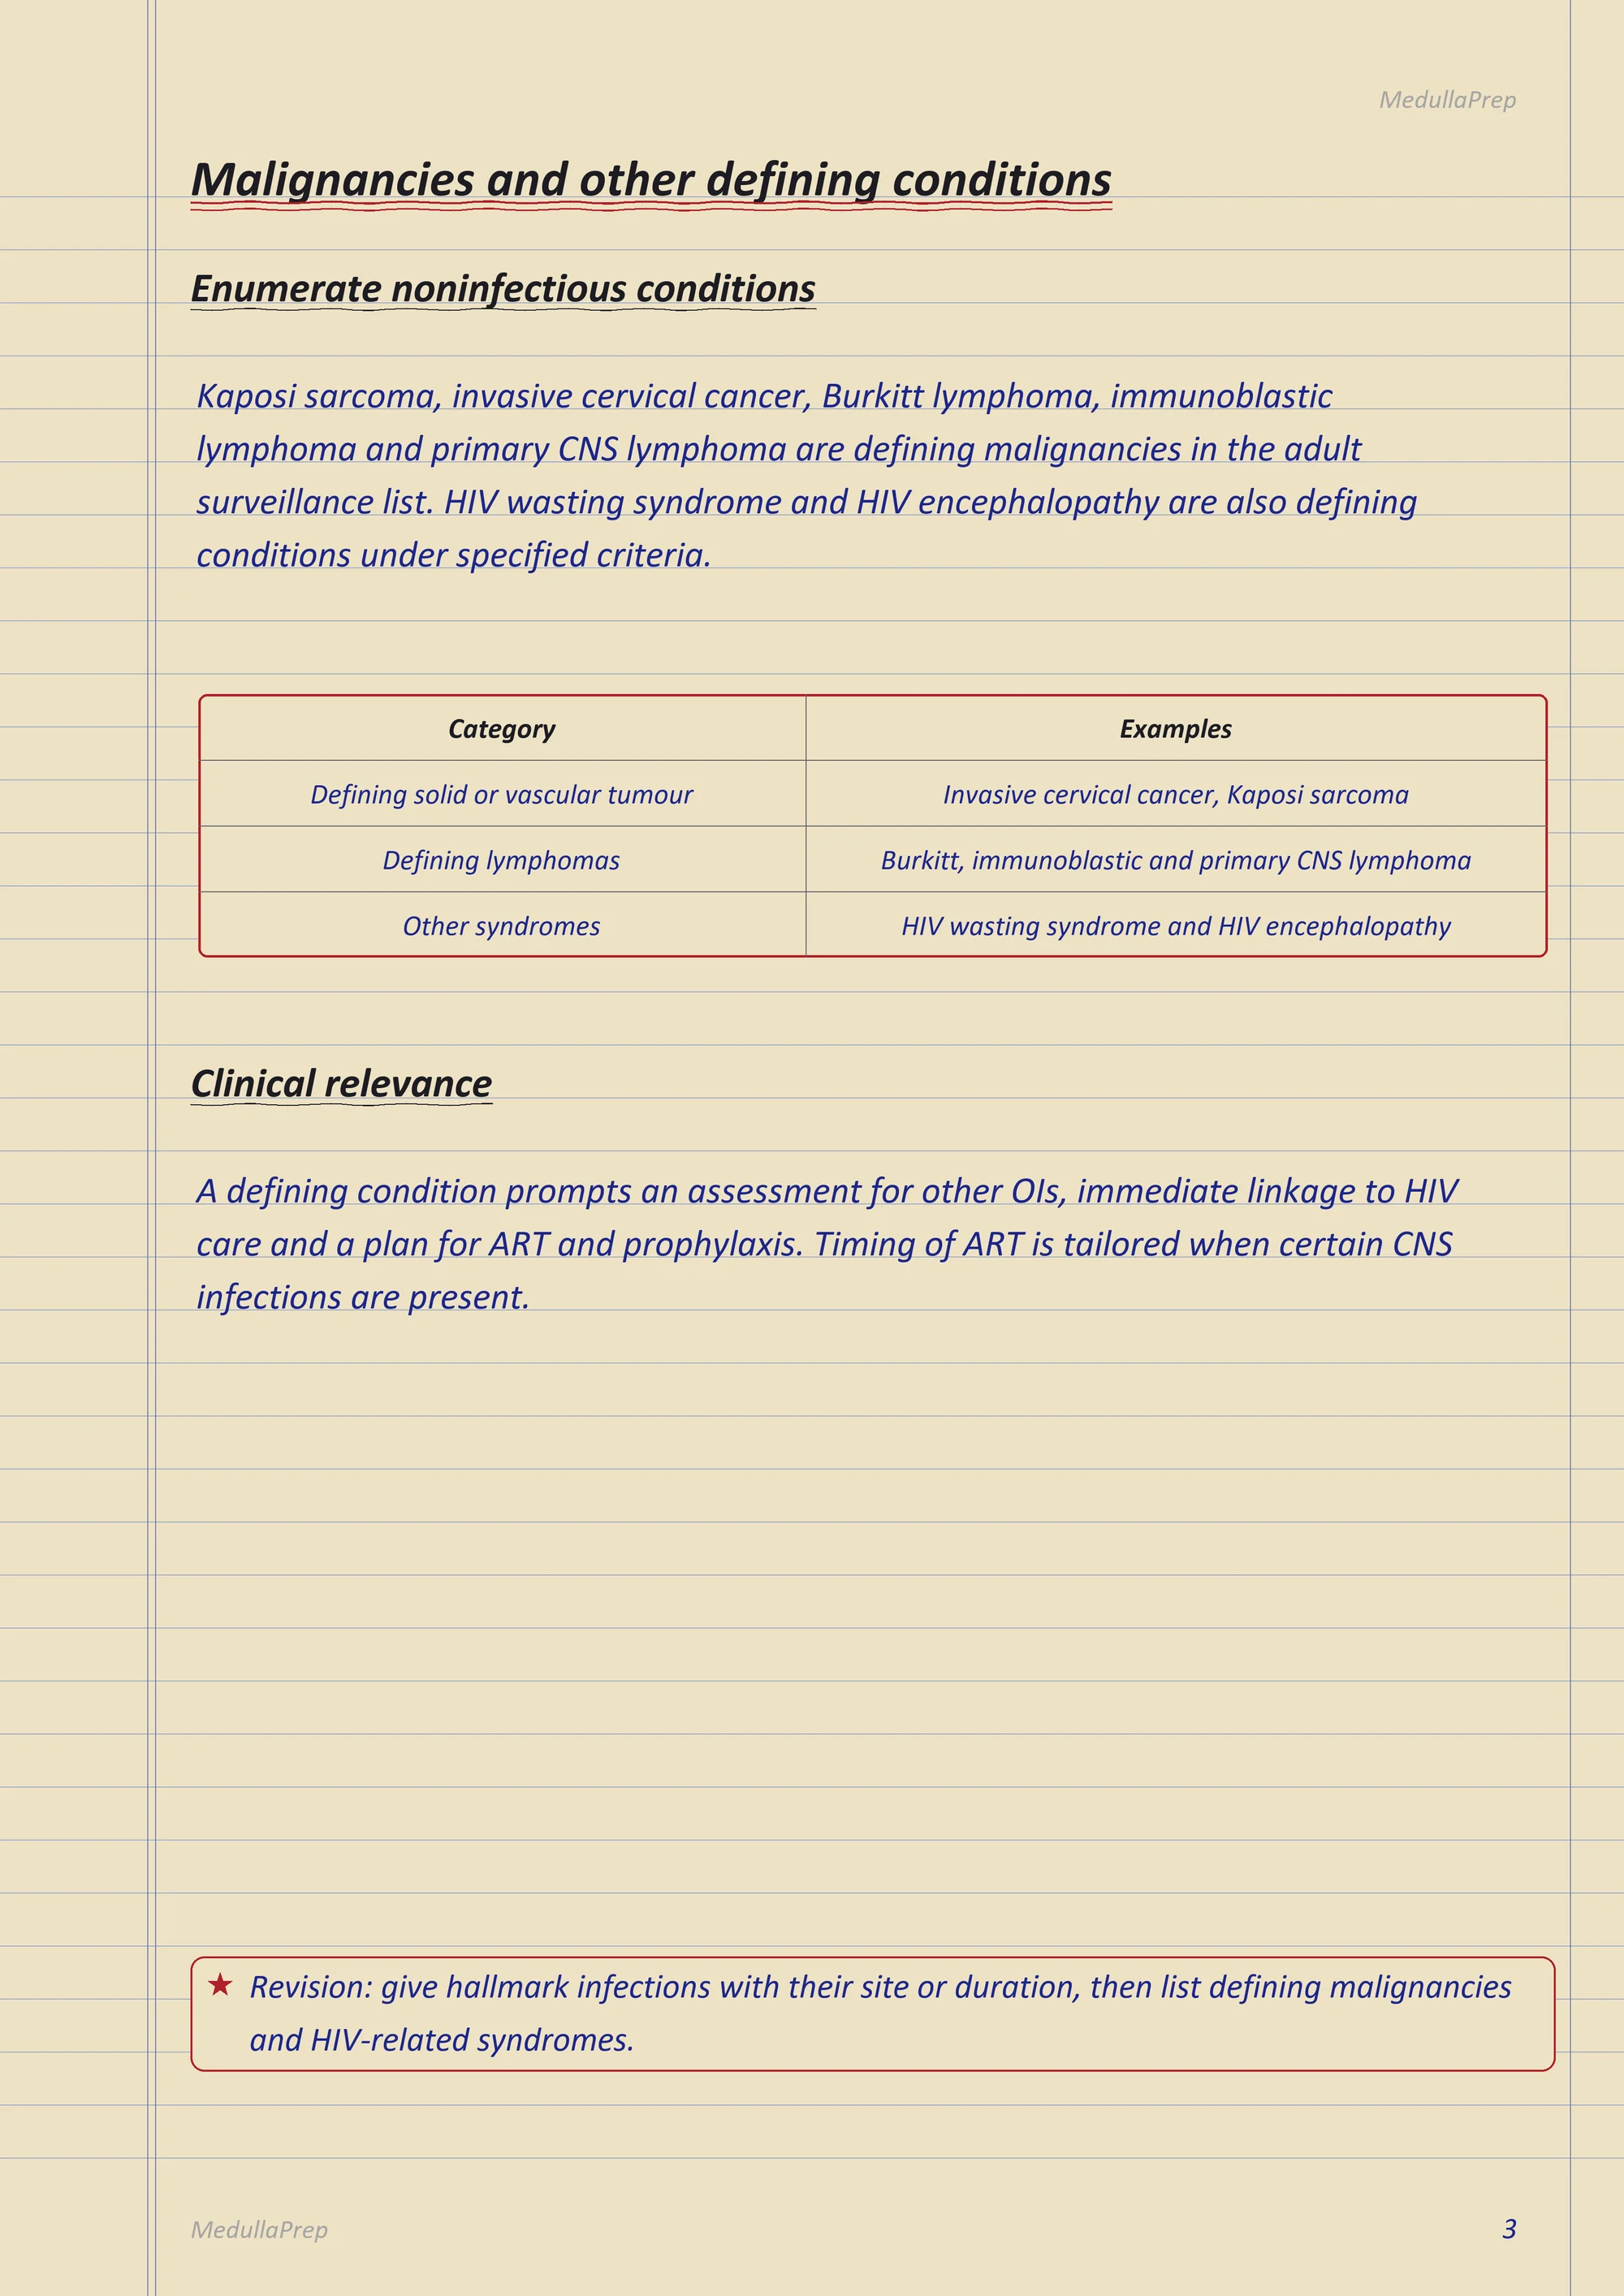 MedullaPrep
Malignancies and other defining conditions
Enumerate noninfectious conditions
Kaposi sarcoma, invasive cervical cancer, Burkitt lymphoma, immunoblastic
lymphoma and primary CNS lymphoma are defining malignancies in the adult
surveillance list. HIV wasting syndrome and HIV encephalopathy are also defining
conditions under specified criteria.
Category Examples
Defining solid or vascular tumour Invasive cervical cancer, Kaposi sarcoma
Defining lymphomas Burkitt, immunoblastic and primary CNS lymphoma
Other syndromes HIV wasting syndrome and HIV encephalopathy
Clinical relevance
A defining condition prompts an assessment for other OIs, immediate linkage to HIV
care and a plan for ART and prophylaxis. Timing of ART is tailored when certain CNS
infections are present.
★ Revision: give hallmark infections with their site or duration, then list defining malignancies
and HIV-related syndromes.
MedullaPrep 3